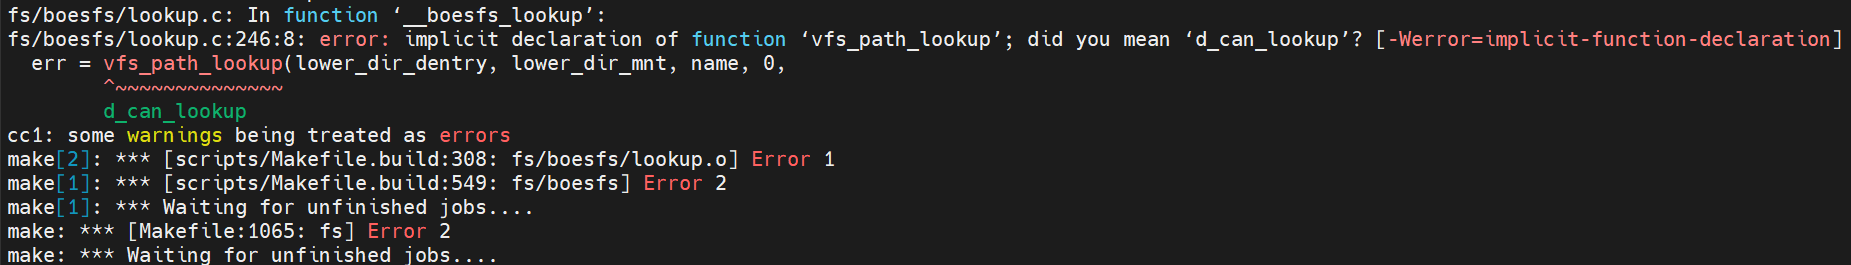 fs/boesfs/lookup.c: In function ‘__boesfs_lookup’:
fs/boesfs/lookup.c:246:8: error: implicit declaration of function ‘vfs_path_lookup’; did you mean ‘d_can_lookup’? [-Werror=implicit-function-declaration]
  err = vfs_path_lookup(lower_dir_dentry, lower_dir_mnt, name, 0,
        ^~~~~~~~~~~~~~~
        d_can_lookup
cc1: some warnings being treated as errors
make[2]: *** [scripts/Makefile.build:308: fs/boesfs/lookup.o] Error 1
make[1]: *** [scripts/Makefile.build:549: fs/boesfs] Error 2
make[1]: *** Waiting for unfinished jobs....
make: *** [Makefile:1065: fs] Error 2
make: *** Waiting for unfinished jobs....